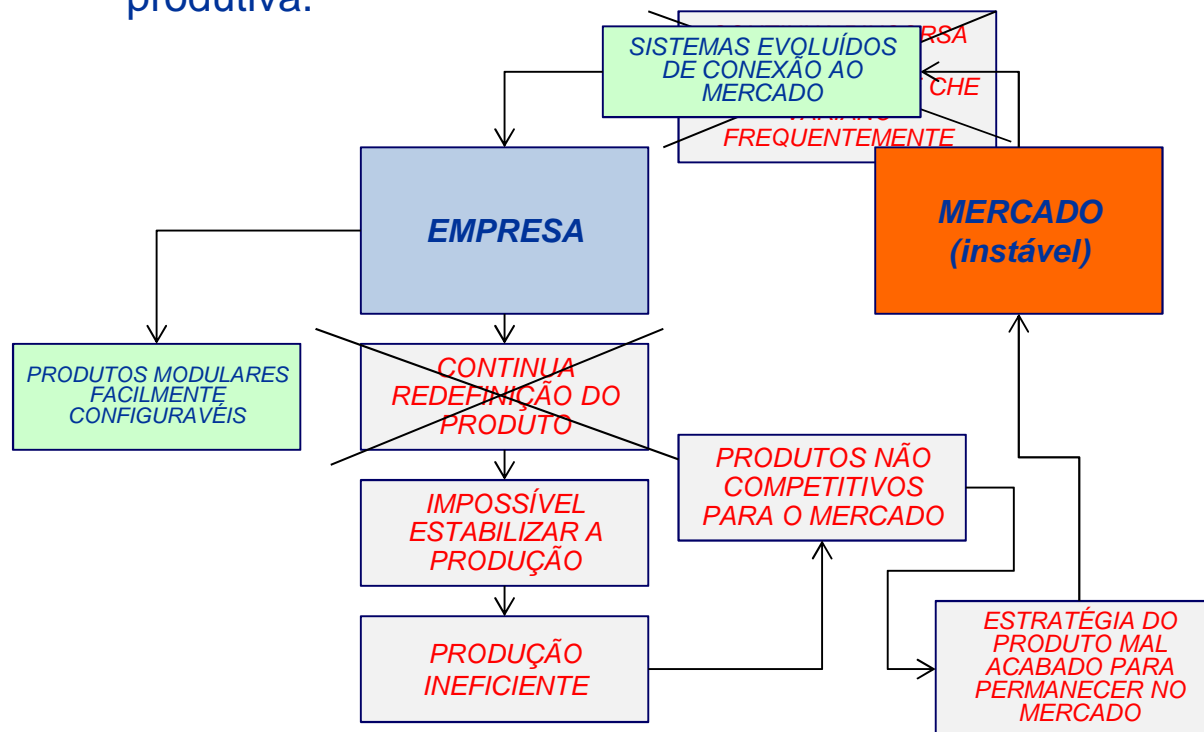 produtiva.
SISTEMAS EVOLUÍDOS
DE CONEXÃO AO
MERCADO
CHE
FREQUENTEMENTE
EMPRESA
MERCADO
(instável)
PRODUTOS MODULARES
FACILMENTE
CONFIGURAVÉIS
CONTINUA
REDEFINIÇÃO DO
PRODUTO
PRODUTOS NÃO
COMPETITIVOS
PARA O MERCADO
IMPOSSÍVEL
ESTABILIZAR A
PRODUÇÃO
PRODUÇÃO
INEFICIENTE
ESTRATÉGIA DO
PRODUTO MAL
ACABADO PARA
PERMANECER NO
MERCADO